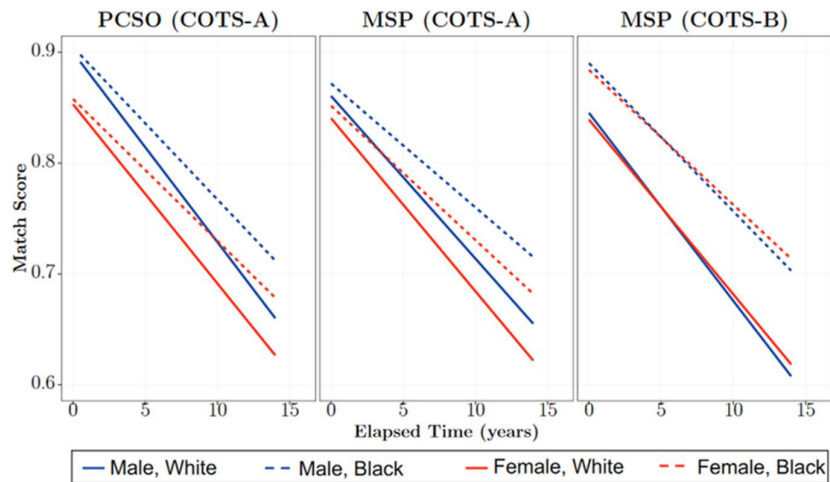 PCSO (COTS-A) MSP (COTS-A) MSP (COTS-B)
0.9
0.8
0.7
0.6
Match Score
0 5 10 15 0 5 10 15 0 5 10 15
Elapsed Time (years)
Male, White Male, Black Female, White Female, Black